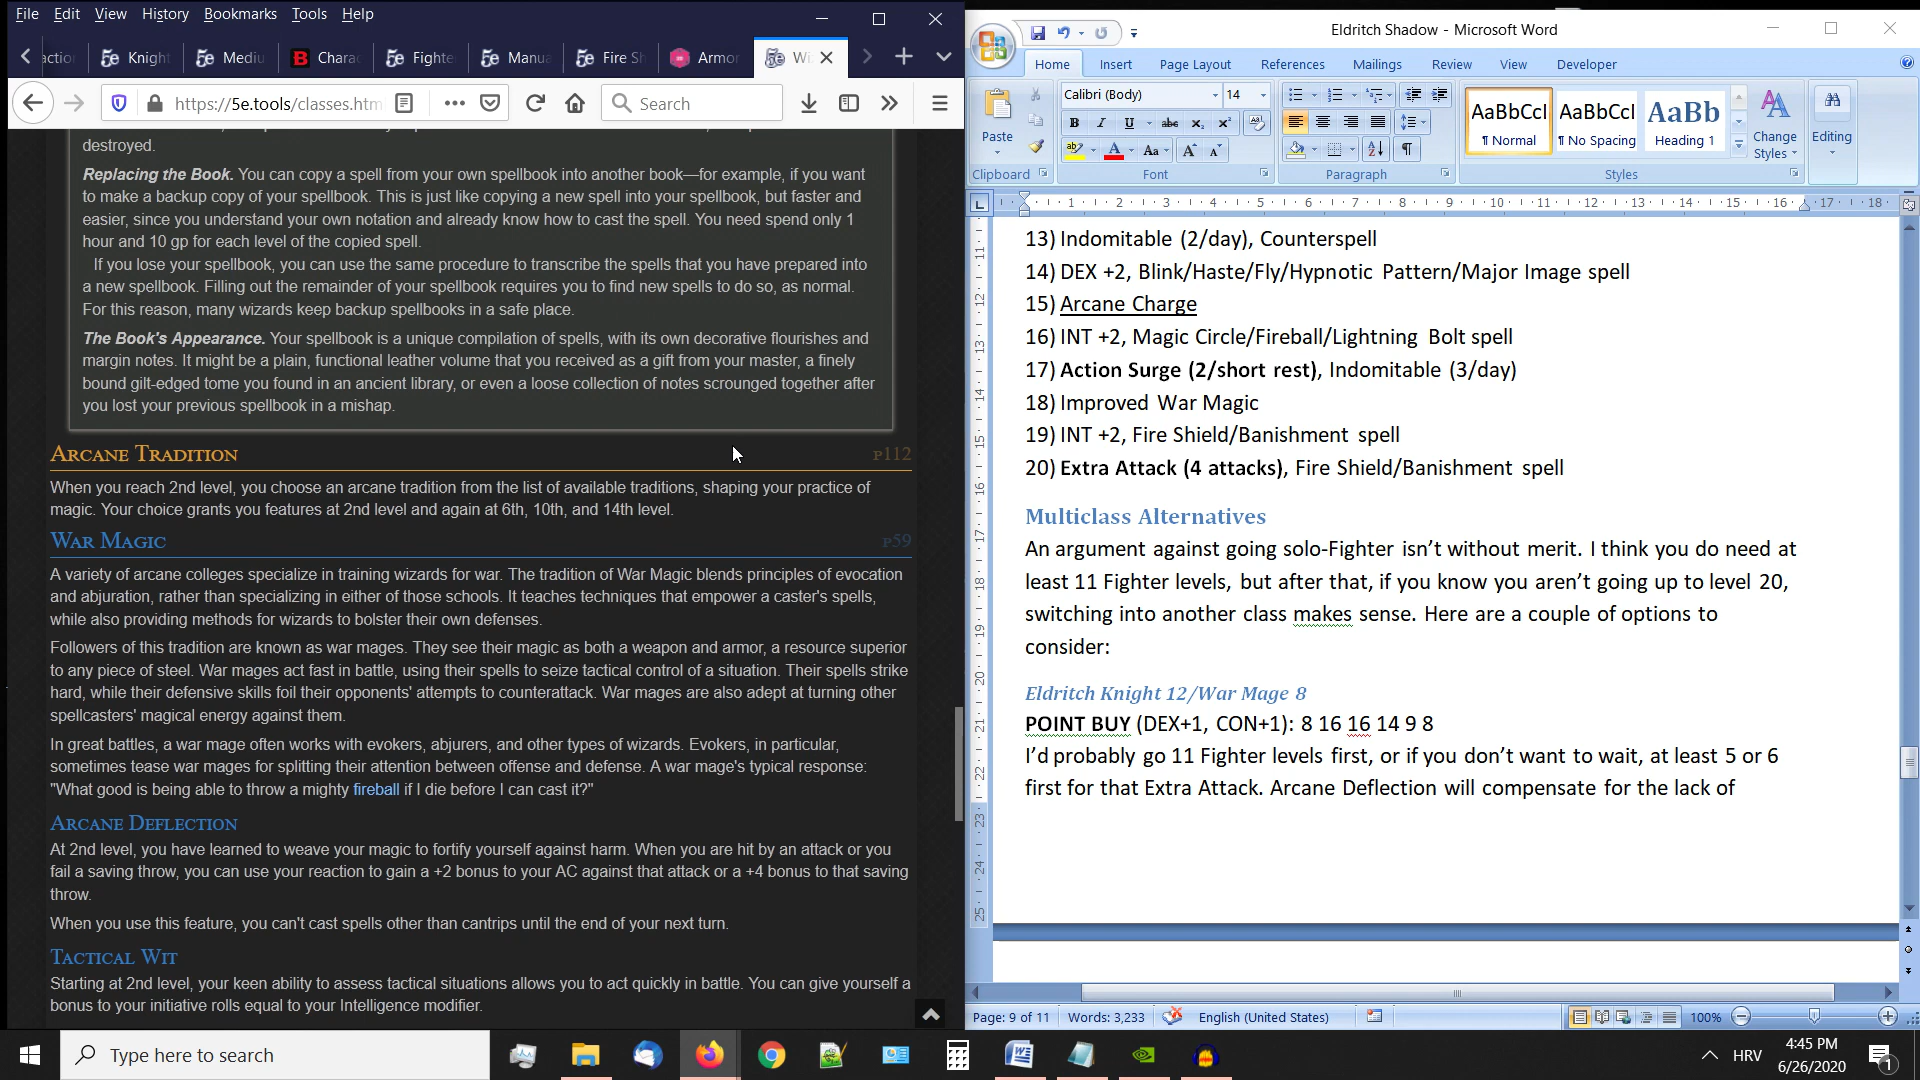 File Edit View History Bookmarks Tools Help
actio Knight Mediu Chara Fighte Manua Fire Sh Armor Wi
https://5e.tools/classes.htm Search
destroyed.
Replacing the Book. You can copy a spell from your own spellbook into another book—for example, if you want
to make a backup copy of your spellbook. This is just like copying a new spell into your spellbook, but faster and
easier, since you understand your own notation and already know how to cast the spell. You need spend only 1
hour and 10 gp for each level of the copied spell.
If you lose your spellbook, you can use the same procedure to transcribe the spells that you have prepared into
a new spellbook. Filling out the remainder of your spellbook requires you to find new spells to do so, as normal.
For this reason, many wizards keep backup spellbooks in a safe place.
The Book's Appearance. Your spellbook is a unique compilation of spells, with its own decorative flourishes and
margin notes. It might be a plain, functional leather volume that you received as a gift from your master, a finely
bound gilt-edged tome you found in an ancient library, or even a loose collection of notes scrounged together after
you lost your previous spellbook in a mishap.
Arcane Tradition p112
When you reach 2nd level, you choose an arcane tradition from the list of available traditions, shaping your practice of
magic. Your choice grants you features at 2nd level and again at 6th, 10th, and 14th level.
War Magic p59
A variety of arcane colleges specialize in training wizards for war. The tradition of War Magic blends principles of evocation
and abjuration, rather than specializing in either of those schools. It teaches techniques that empower a caster's spells,
while also providing methods for wizards to bolster their own defenses.
Followers of this tradition are known as war mages. They see their magic as both a weapon and armor, a resource superior
to any piece of steel. War mages act fast in battle, using their spells to seize tactical control of a situation. Their spells strike
hard, while their defensive skills foil their opponents' attempts to counterattack. War mages are also adept at turning other
spellcasters' magical energy against them.
In great battles, a war mage often works with evokers, abjurers, and other types of wizards. Evokers, in particular,
sometimes tease war mages for splitting their attention between offense and defense. A war mage's typical response:
"What good is being able to throw a mighty fireball if I die before I can cast it?"
Arcane Deflection
At 2nd level, you have learned to weave your magic to fortify yourself against harm. When you are hit by an attack or you
fail a saving throw, you can use your reaction to gain a +2 bonus to your AC against that attack or a +4 bonus to that saving
throw.
When you use this feature, you can't cast spells other than cantrips until the end of your next turn.
Tactical Wit
Starting at 2nd level, your keen ability to assess tactical situations allows you to act quickly in battle. You can give yourself a
bonus to your initiative rolls equal to your Intelligence modifier.
Eldritch Shadow - Microsoft Word
Home Insert Page Layout References Mailings Review View Developer
Paste Calibri (Body) 14 AaBbCcI AaBbCcI AaBb
¶ Normal ¶ No Spacing Heading 1 Change Styles Editing
Clipboard Font Paragraph Styles
1 2 3 4 5 6 7 8 9 10 11 12 13 14 15 16 17 18
13) Indomitable (2/day), Counterspell
14) DEX +2, Blink/Haste/Fly/Hypnotic Pattern/Major Image spell
15) Arcane Charge
16) INT +2, Magic Circle/Fireball/Lightning Bolt spell
17) Action Surge (2/short rest), Indomitable (3/day)
18) Improved War Magic
19) INT +2, Fire Shield/Banishment spell
20) Extra Attack (4 attacks), Fire Shield/Banishment spell
Multiclass Alternatives
An argument against going solo-Fighter isn’t without merit. I think you do need at
least 11 Fighter levels, but after that, if you know you aren’t going up to level 20,
switching into another class makes sense. Here are a couple of options to
consider:
Eldritch Knight 12/War Mage 8
POINT BUY (DEX+1, CON+1): 8 16 16 14 9 8
I’d probably go 11 Fighter levels first, or if you don’t want to wait, at least 5 or 6
first for that Extra Attack. Arcane Deflection will compensate for the lack of
11 12 13 14 15 16 17 18 19 20 21 22 23 24 25
Page: 9 of 11 Words: 3,233 English (United States) 100%
Type here to search HRV 4:45 PM
6/26/2020 1